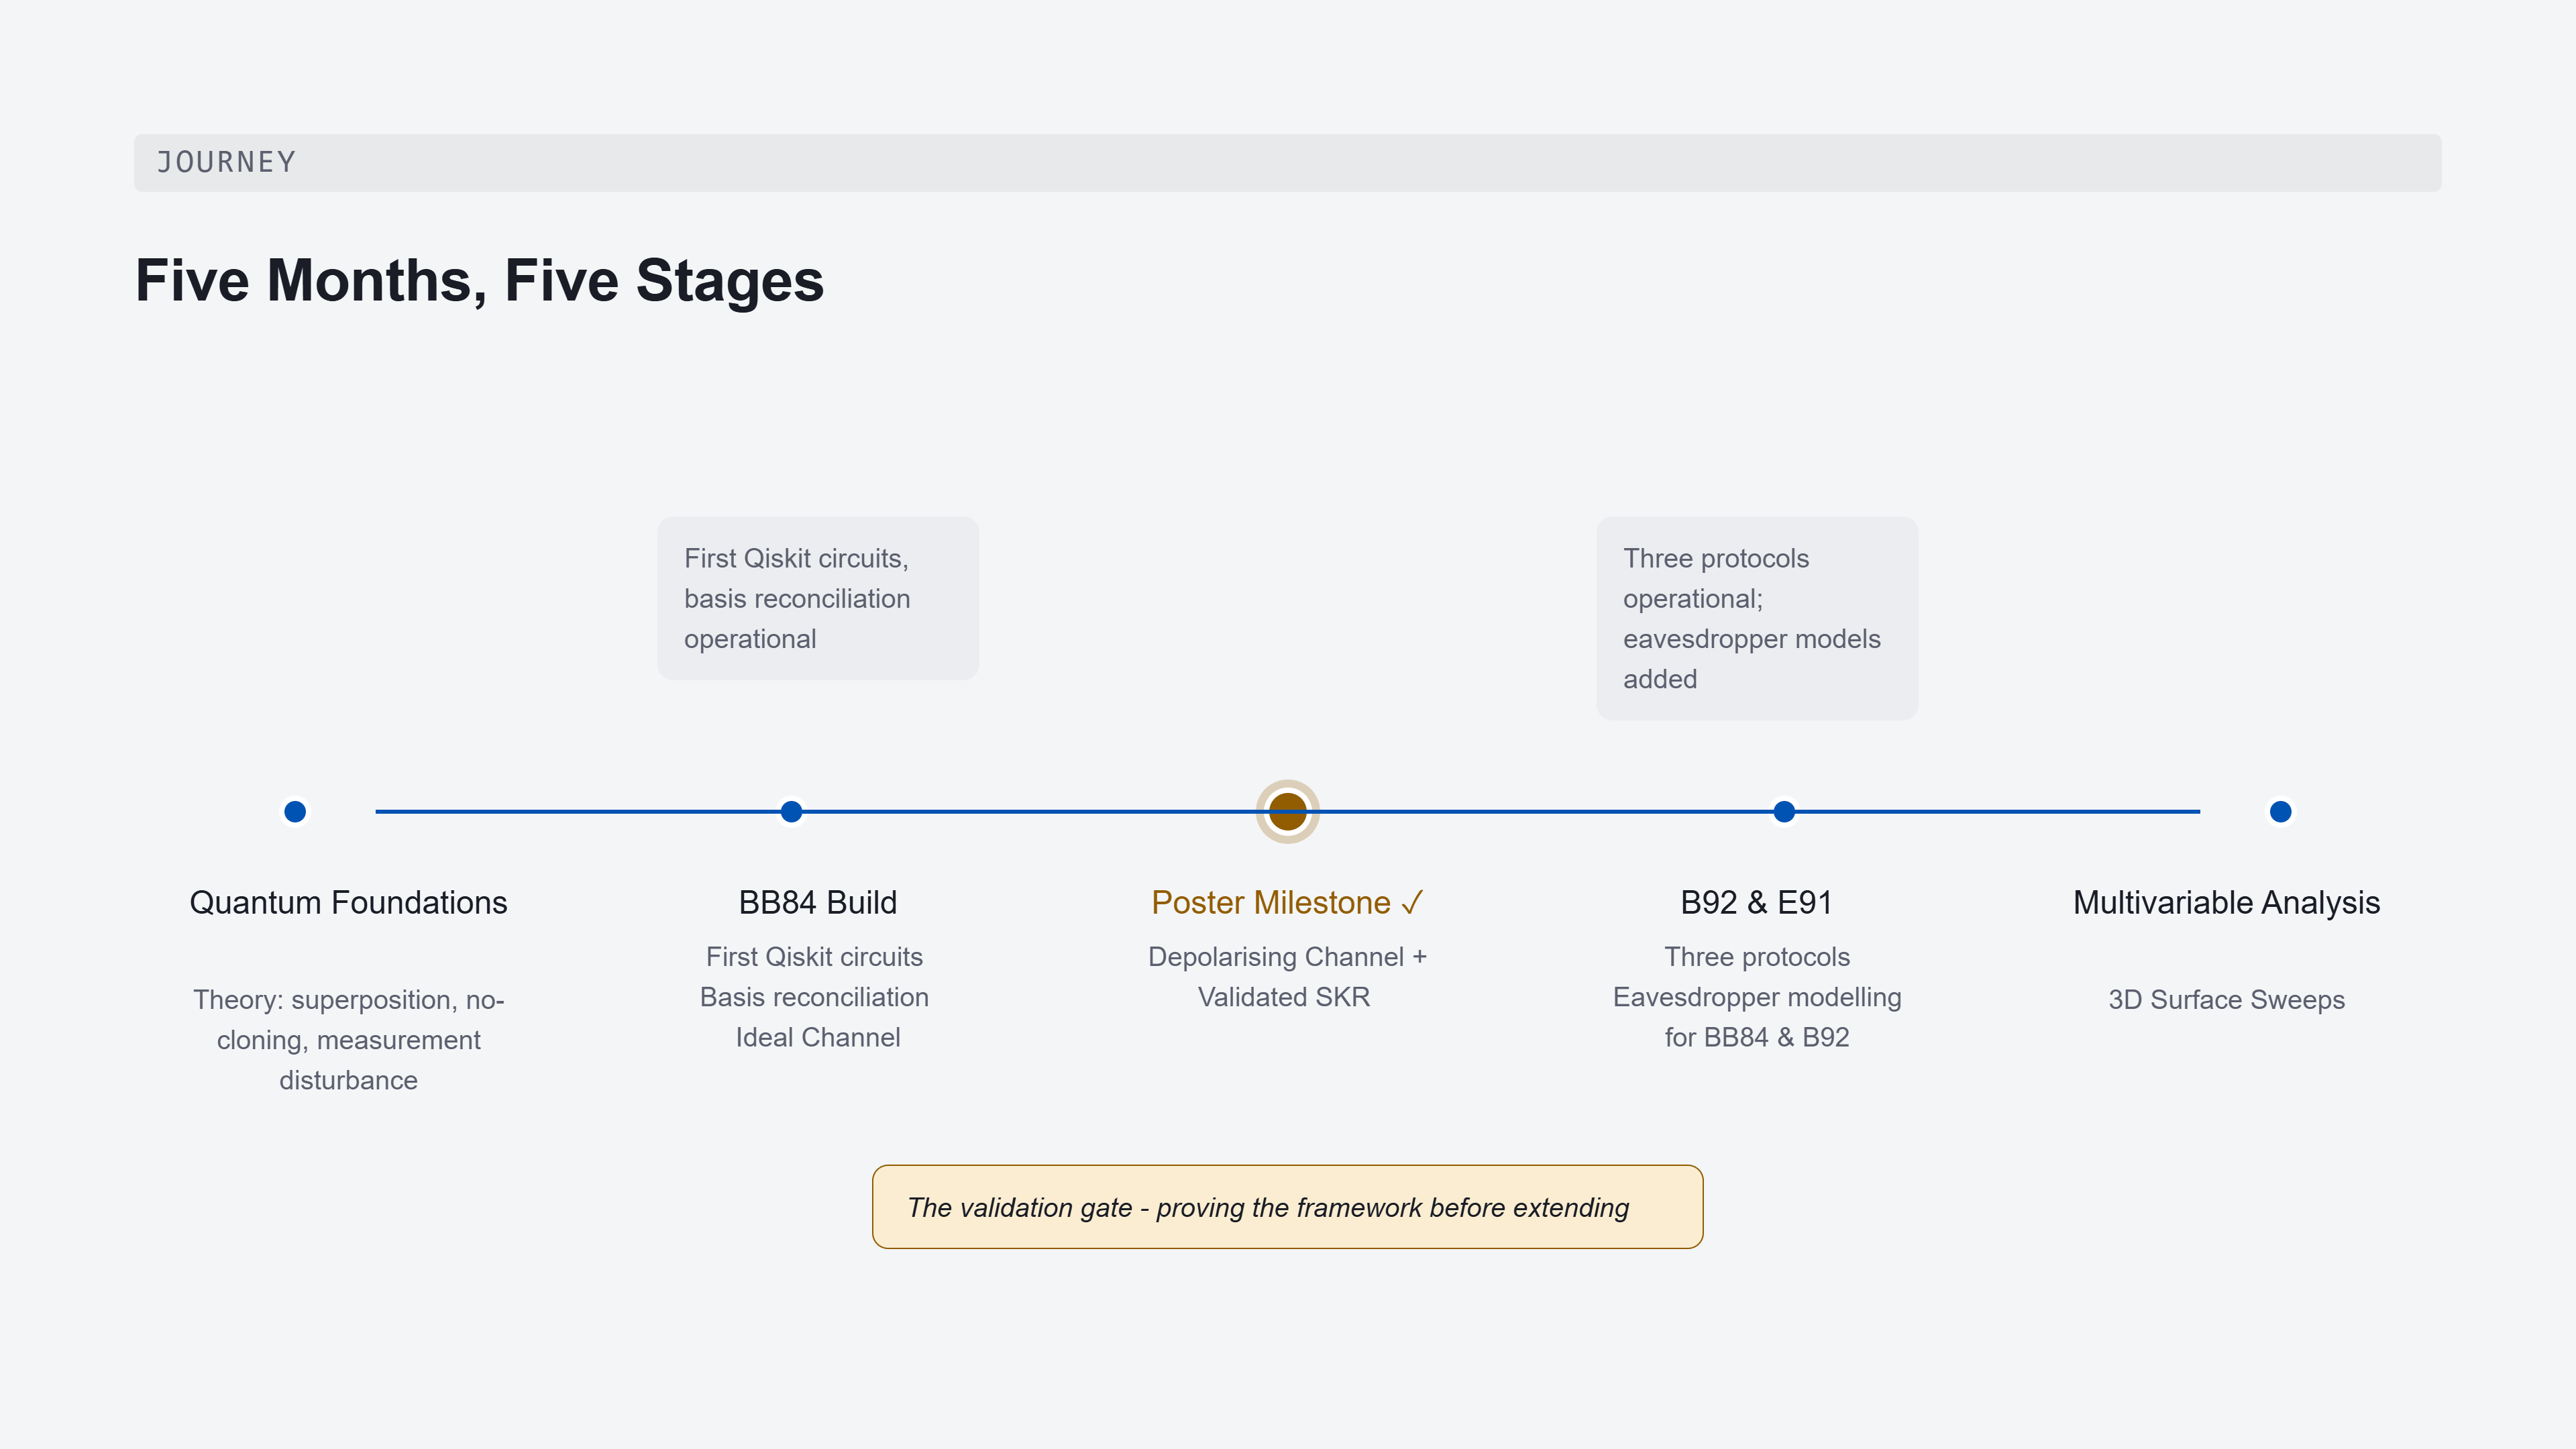 JOURNEY
Five Months, Five Stages
First Qiskit circuits,
basis reconciliation
operational
Three protocols
operational;
eavesdropper models
added
Quantum Foundations
Theory: superposition, no-
cloning, measurement
disturbance
BB84 Build
First Qiskit circuits
Basis reconciliation
Ideal Channel
Poster Milestone ✓
Depolarising Channel +
Validated SKR
B92 & E91
Three protocols
Eavesdropper modelling
for BB84 & B92
Multivariable Analysis
3D Surface Sweeps
The validation gate - proving the framework before extending